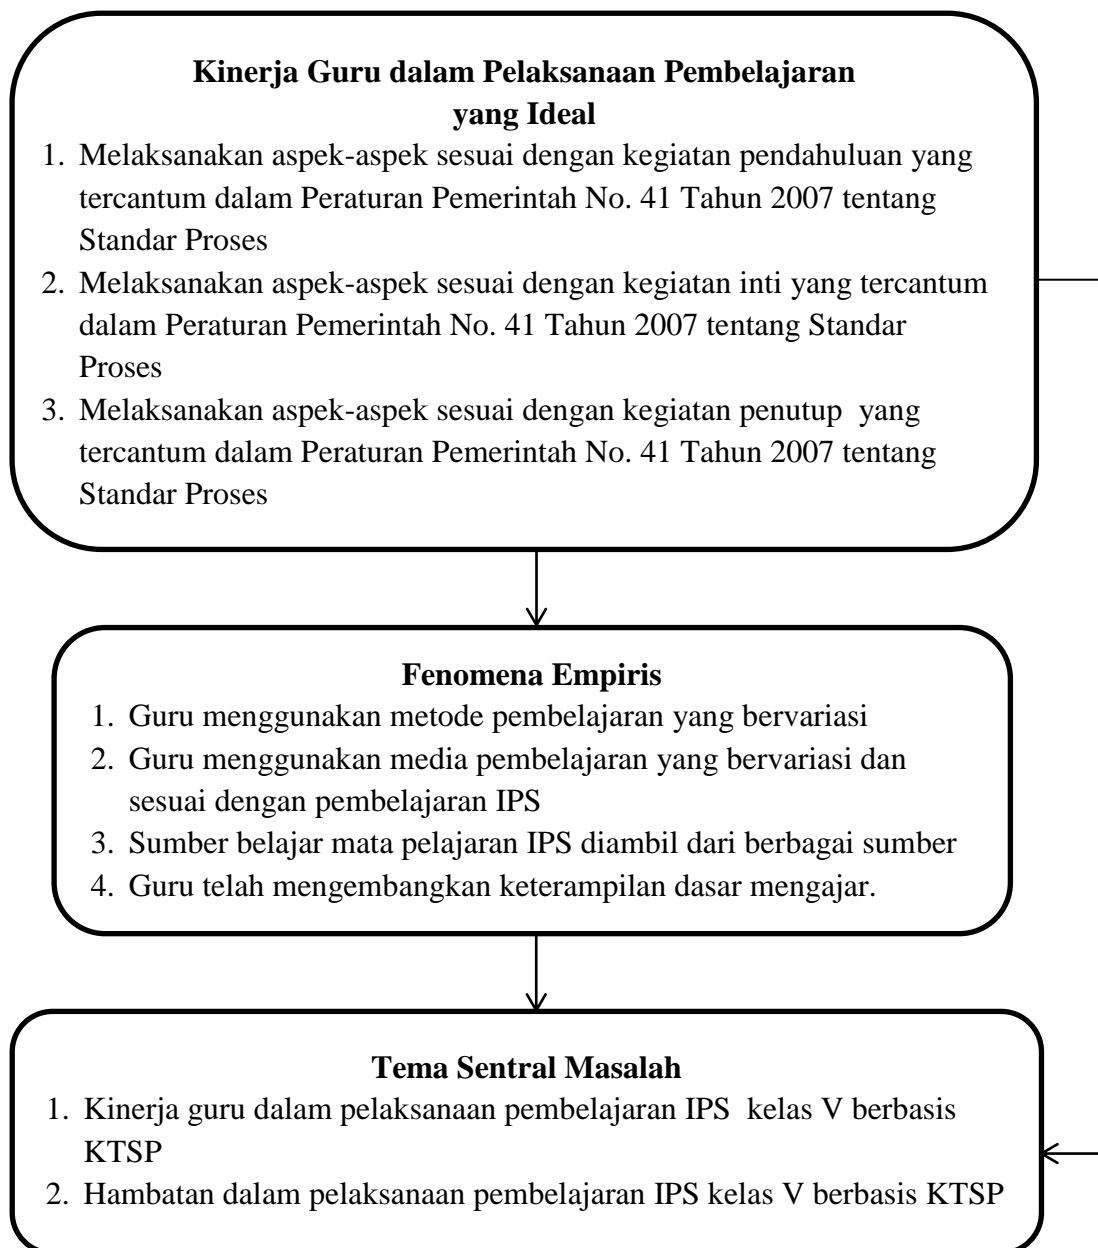 Kinerja Guru dalam Pelaksanaan Pembelajaran
yang Ideal
1. Melaksanakan aspek-aspek sesuai dengan kegiatan pendahuluan yang
tercantum dalam Peraturan Pemerintah No. 41 Tahun 2007 tentang
Standar Proses
2. Melaksanakan aspek-aspek sesuai dengan kegiatan inti yang tercantum
dalam Peraturan Pemerintah No. 41 Tahun 2007 tentang Standar
Proses
3. Melaksanakan aspek-aspek sesuai dengan kegiatan penutup yang
tercantum dalam Peraturan Pemerintah No. 41 Tahun 2007 tentang
Standar Proses
Fenomena Empiris
1. Guru menggunakan metode pembelajaran yang bervariasi
2. Guru menggunakan media pembelajaran yang bervariasi dan
sesuai dengan pembelajaran IPS
3. Sumber belajar mata pelajaran IPS diambil dari berbagai sumber
4. Guru telah mengembangkan keterampilan dasar mengajar.
Tema Sentral Masalah
1. Kinerja guru dalam pelaksanaan pembelajaran IPS kelas V berbasis
KTSP
2. Hambatan dalam pelaksanaan pembelajaran IPS kelas V berbasis KTSP